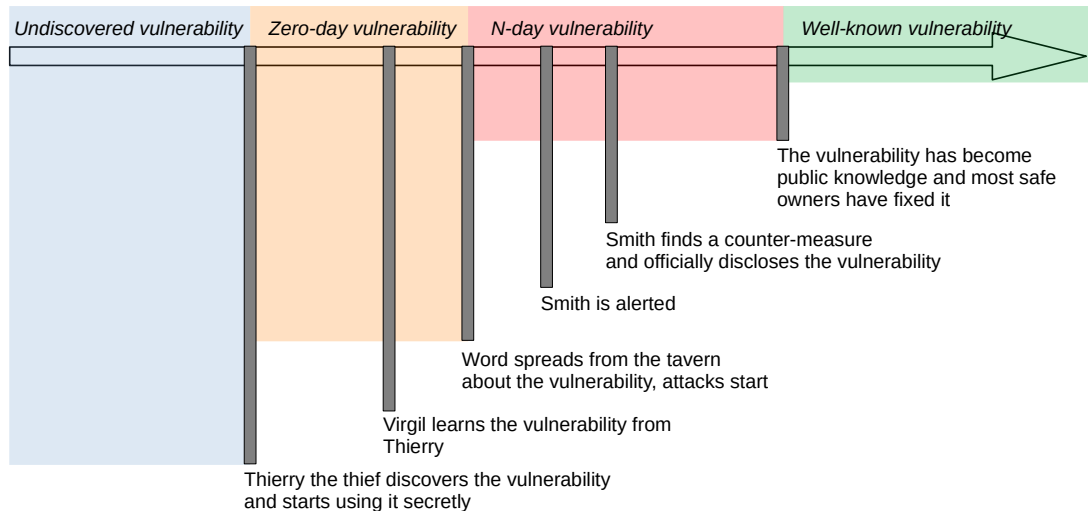 Undiscovered vulnerability
Zero-day vulnerability
N-day vulnerability
Well-known vulnerability
The vulnerability has become
public knowledge and most safe
owners have fixed it
Smith finds a counter-measure
and officially discloses the vulnerability
Smith is alerted
Word spreads from the tavern
about the vulnerability, attacks start
Virgil learns the vulnerability from
Thierry
Thierry the thief discovers the vulnerability
and starts using it secretly